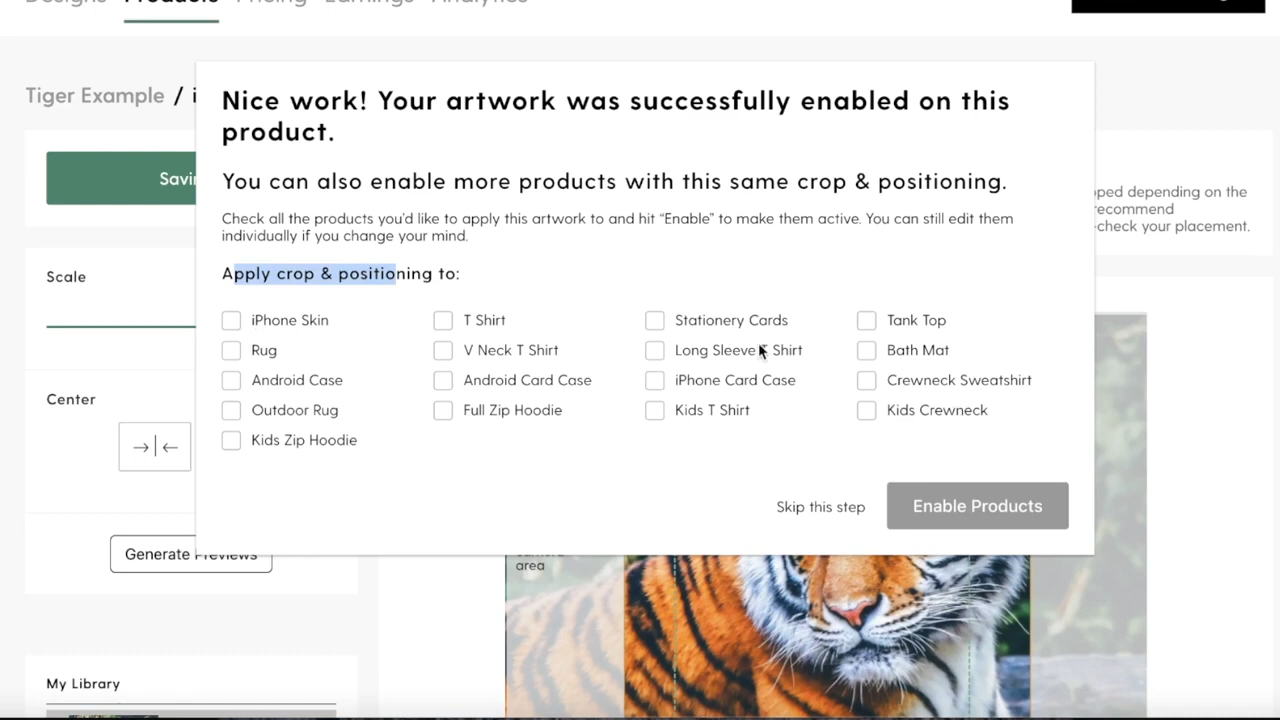 Designs Products Pricing Earnings Analytics
Tiger Example / i
Nice work! Your artwork was successfully enabled on this
product.
You can also enable more products with this same crop & positioning.
Check all the products you'd like to apply this artwork to and hit “Enable” to make them active. You can still edit them
individually if you change your mind.
Apply crop & positioning to:
iPhone Skin T Shirt Stationery Cards Tank Top
Rug V Neck T Shirt Long Sleeve T Shirt Bath Mat
Android Case Android Card Case iPhone Card Case Crewneck Sweatshirt
Outdoor Rug Full Zip Hoodie Kids T Shirt Kids Crewneck
Kids Zip Hoodie
Skip this step Enable Products
Savin
Scale
Center
Generate Previews
My Library
depending on the
recommend
check your placement.
area